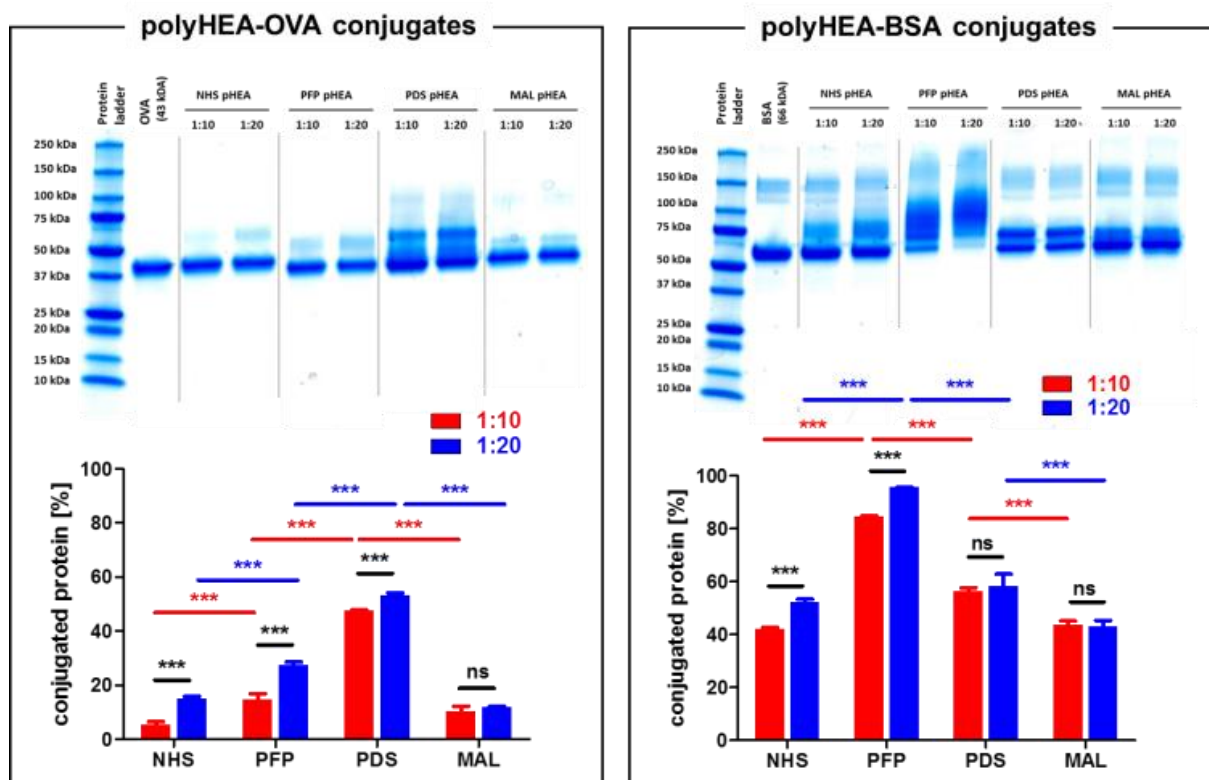 polyHEA-OVA conjugates
Protein ladder
OVA (43 kDA)
NHS pHEA
PFP pHEA
PDS pHEA
MAL pHEA
1:10 1:20 1:10 1:20 1:10 1:20 1:10 1:20
250 kDa
150 kDa
100 kDa
75 kDa
50 kDa
37 kDa
25 kDa
20 kDa
15 kDa
10 kDa
1:10
1:20
conjugated protein [%]
100
80
60
40
20
0
*** ***
*** ***
*** ***
*** ***
*** ns
NHS PFP PDS MAL
polyHEA-BSA conjugates
Protein ladder
BSA (66 kDA)
NHS pHEA
PFP pHEA
PDS pHEA
MAL pHEA
1:10 1:20 1:10 1:20 1:10 1:20 1:10 1:20
250 kDa
150 kDa
100 kDa
75 kDa
50 kDa
37 kDa
25 kDa
20 kDa
15 kDa
10 kDa
1:10
1:20
*** ***
*** ***
*** ***
***
*** ns ns
conjugated protein [%]
100
80
60
40
20
0
NHS PFP PDS MAL